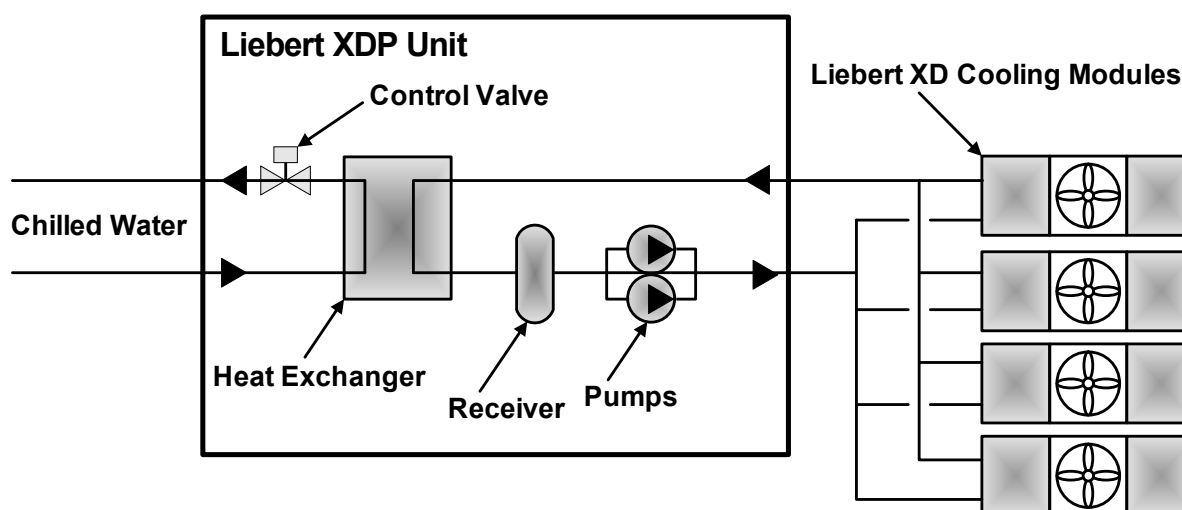 Liebert XDP Unit
Control Valve
Liebert XD Cooling Modules
Chilled Water
Heat Exchanger
Receiver
Pumps